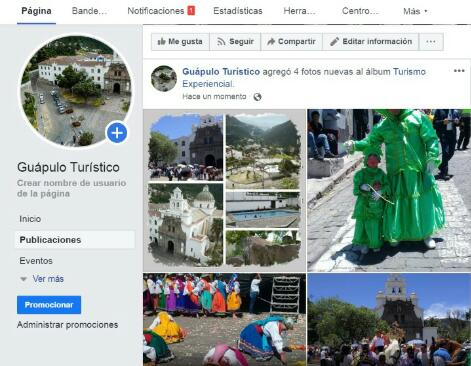 Página Bande... Notificaciones 1 Estadísticas Herra... Centro... Más
Me gusta Seguir Compartir Editar información ...
Guápulo Turístico agregó 4 fotos nuevas al álbum Turismo
Experiencial.
Hace un momento ·
Guápulo Turístico
Crear nombre de usuario
de la página
Inicio
Publicaciones
Eventos
Ver más
Promocionar
Administrar promociones